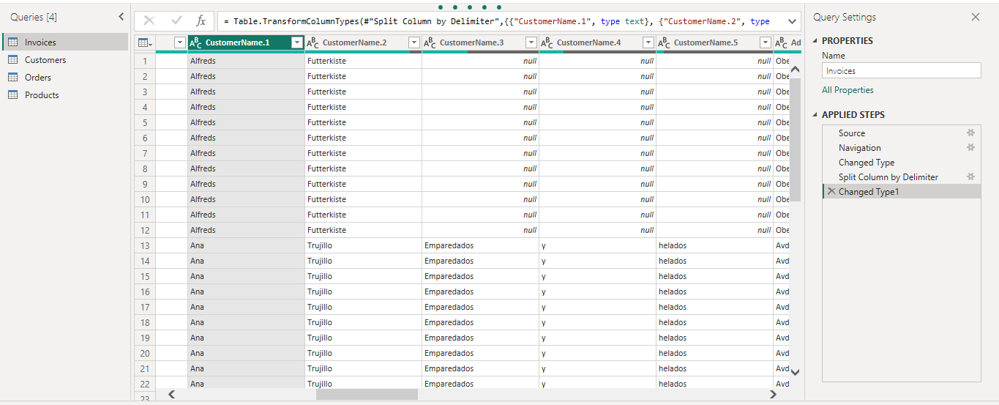 Queries [4]
Invoices
Customers
Orders
Products
fx = Table.TransformColumnTypes(#"Split Column by Delimiter",{{"CustomerName.1", type text}, {"CustomerName.2", type
ABC CustomerName.1 ABC CustomerName.2 ABC CustomerName.3 ABC CustomerName.4 ABC CustomerName.5 ABC Ad
1 Alfreds Futterkiste null null null Obe
2 Alfreds Futterkiste null null null Obe
3 Alfreds Futterkiste null null null Obe
4 Alfreds Futterkiste null null null Obe
5 Alfreds Futterkiste null null null Obe
6 Alfreds Futterkiste null null null Obe
7 Alfreds Futterkiste null null null Obe
8 Alfreds Futterkiste null null null Obe
9 Alfreds Futterkiste null null null Obe
10 Alfreds Futterkiste null null null Obe
11 Alfreds Futterkiste null null null Obe
12 Alfreds Futterkiste null null null Obe
13 Ana Trujillo Emparedados y helados Avd
14 Ana Trujillo Emparedados y helados Avd
15 Ana Trujillo Emparedados y helados Avd
16 Ana Trujillo Emparedados y helados Avd
17 Ana Trujillo Emparedados y helados Avd
18 Ana Trujillo Emparedados y helados Avd
19 Ana Trujillo Emparedados y helados Avd
20 Ana Trujillo Emparedados y helados Avd
21 Ana Trujillo Emparedados y helados Avd
22 Ana Trujillo Emparedados y helados Avd
23
Query Settings
PROPERTIES
Name
Invoices
All Properties
APPLIED STEPS
Source
Navigation
Changed Type
Split Column by Delimiter
Changed Type1